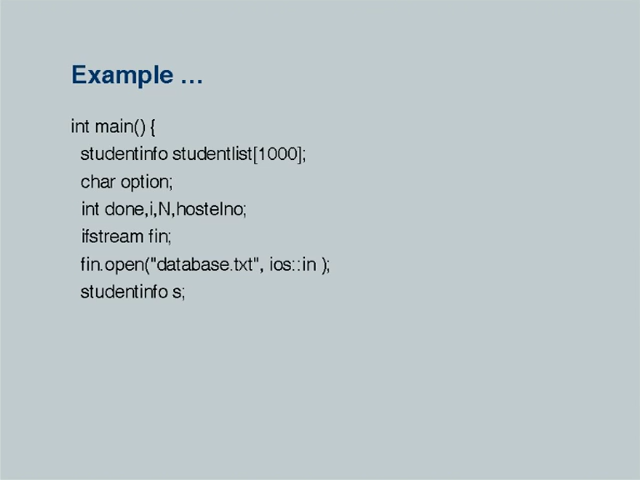 Example …
int main() {
studentinfo studentlist[1000];
char option;
int done,i,N,hostelno;
ifstream fin;
fin.open("database.txt", ios::in );
studentinfo s;